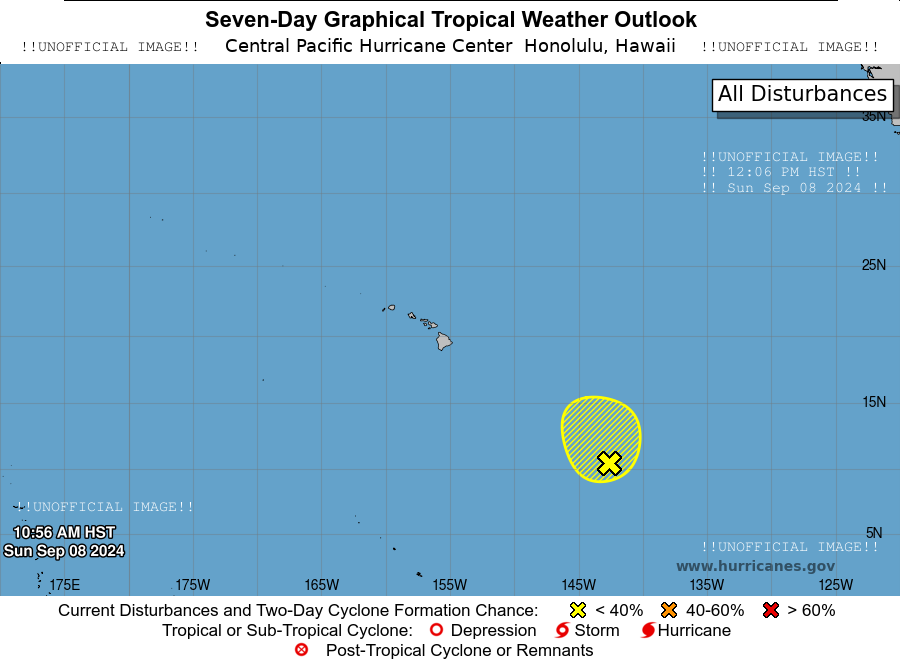 Seven-Day Graphical Tropical Weather Outlook
!!UNOFFICIAL IMAGE!! Central Pacific Hurricane Center Honolulu, Hawaii !!UNOFFICIAL IMAGE!!
All Disturbances
35N
!!UNOFFICIAL IMAGE!!
!! 12:06 PM HST !!
!! Sun Sep 08 2024 !!
25N
15N
!!UNOFFICIAL IMAGE!!
10:56 AM HST
Sun Sep 08 2024
5N
!!UNOFFICIAL IMAGE!!
www.hurricanes.gov
175E 175W 165W 155W 145W 135W 125W
Current Disturbances and Two-Day Cyclone Formation Chance: < 40% 40-60% > 60%
Tropical or Sub-Tropical Cyclone: Depression Storm Hurricane
Post-Tropical Cyclone or Remnants